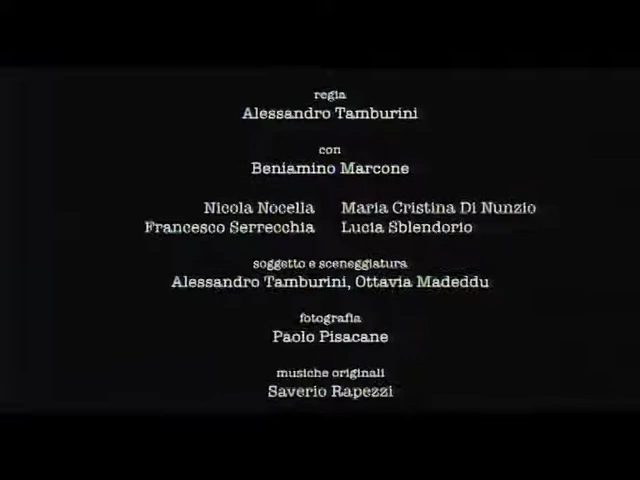 regia
Alessandro Tamburini
con
Beniamino Marcone
Nicola Nocella Maria Cristina Di Nunzio
Francesco Serrecchia Lucia Sblendorio
soggetto e sceneggiatura
Alessandro Tamburini, Ottavia Madeddu
fotografia
Paolo Pisacane
musiche originali
Saverio Rapezzi